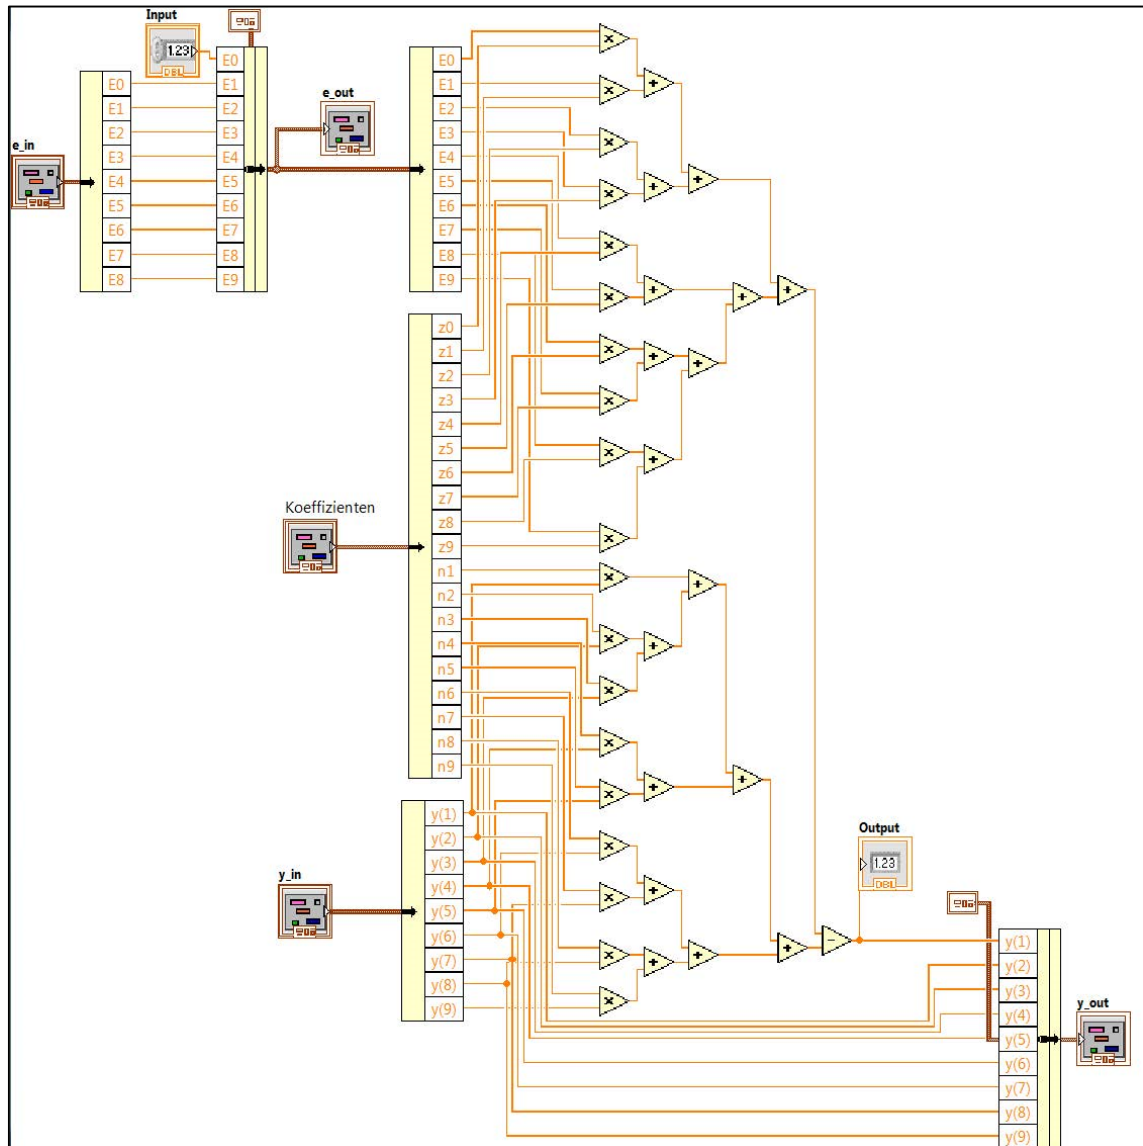 Input
1.23
DBL
e_in
E0
E1
E2
E3
E4
E5
E6
E7
E8
E0
E1
E2
E3
E4
E5
E6
E7
E8
E9
e_out
E0
E1
E2
E3
E4
E5
E6
E7
E8
E9
Koeffizienten
z0
z1
z2
z3
z4
z5
z6
z7
z8
z9
n1
n2
n3
n4
n5
n6
n7
n8
n9
y_in
y(1)
y(2)
y(3)
y(4)
y(5)
y(6)
y(7)
y(8)
y(9)
×
×
+
×
×
+
+
×
×
+
×
×
+
+
×
+
×
+
+
×
+
×
+
×
×
×
+
+
×
×
+
×
×
+
+
+
-
Output
1.23
DBL
y(1)
y(2)
y(3)
y(4)
y(5)
y(6)
y(7)
y(8)
y(9)
y_out